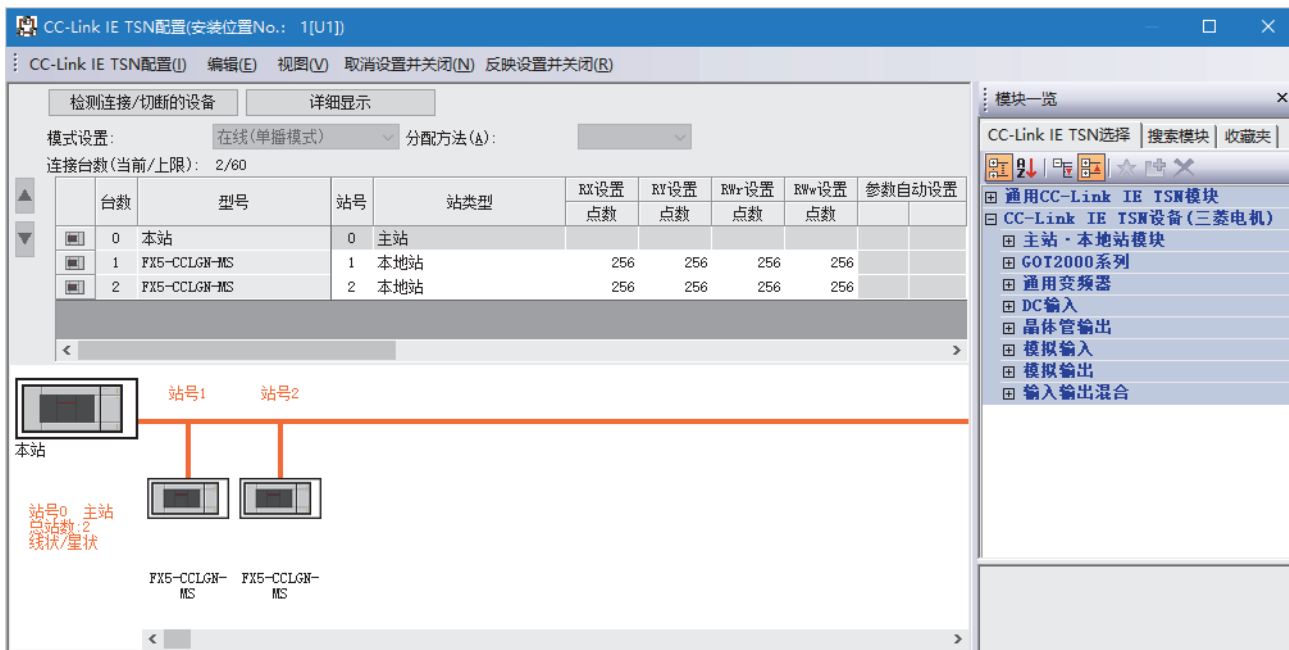 CC-Link IE TSN配置(安装位置No.: 1[U1])
CC-Link IE TSN配置(I) 编辑(E) 视图(V) 取消设置并关闭(N) 反映设置并关闭(R)
检测连接/切断的设备 详细显示
模式设置: 在线(单播模式) 分配方法(A):
连接台数(当前/上限): 2/60
台数 型号 站号 站类型 RX设置 RY设置 RWr设置 RWw设置 参数自动设置
点数 点数 点数 点数
0 本站 0 主站
1 FX5-CCLGN-MS 1 本地站 256 256 256 256
2 FX5-CCLGN-MS 2 本地站 256 256 256 256
站号1 站号2
本站
站号0 主站
总站数:2
线状/星状
FX5-CCLGN-MS FX5-CCLGN-MS
模块一览
CC-Link IE TSN选择 搜索模块 收藏夹
通用CC-Link IE TSN模块
CC-Link IE TSN设备(三菱电机)
主站・本地站模块
GOT2000系列
通用变频器
DC输入
晶体管输出
模拟输入
模拟输出
输入输出混合